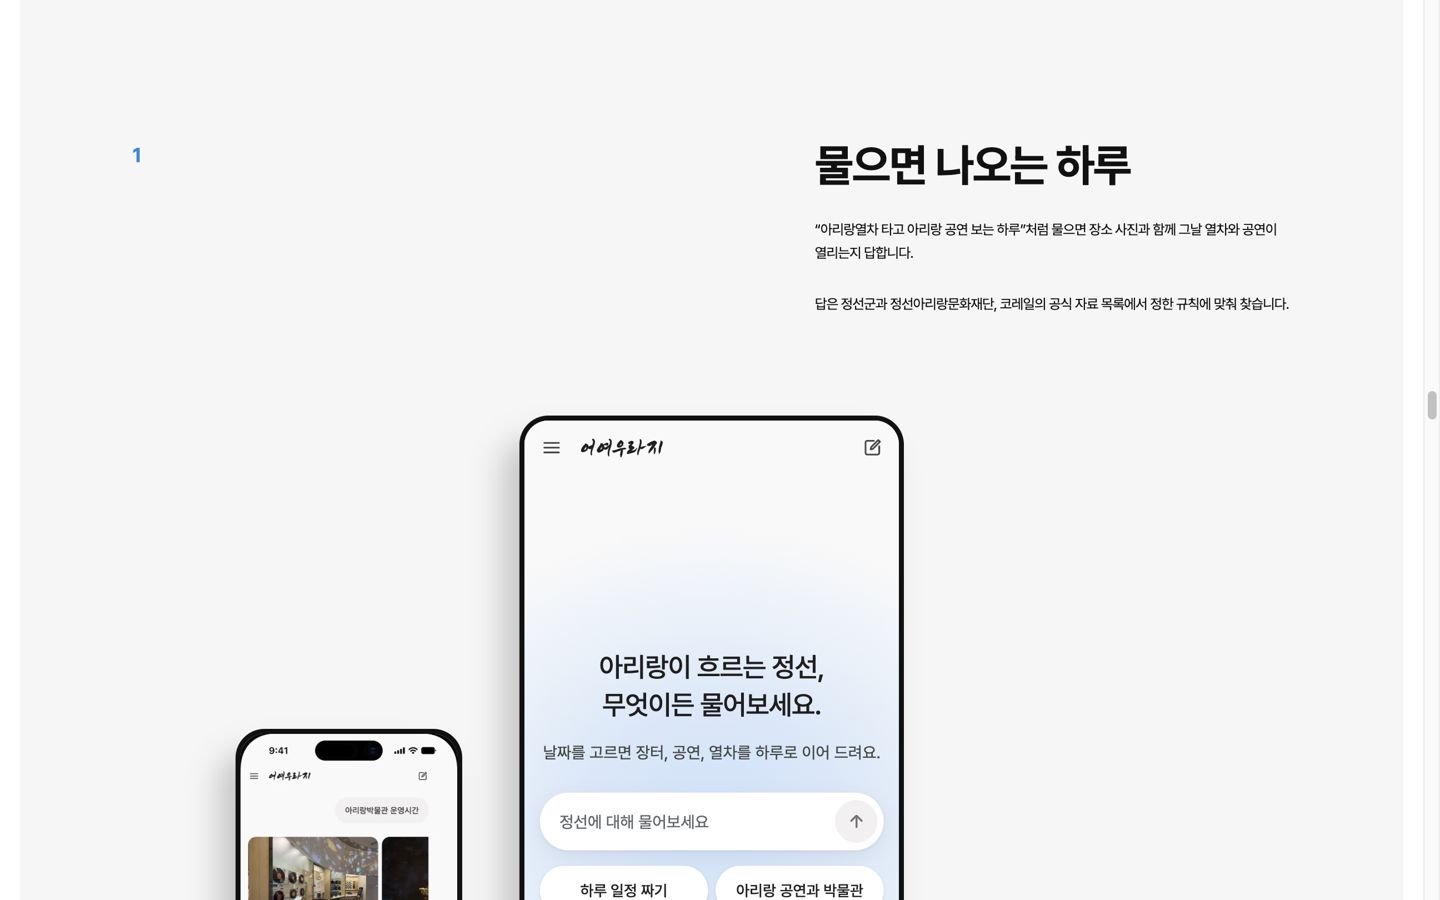 1
물으면 나오는 하루
“아리랑열차 타고 아리랑 공연 보는 하루”처럼 물으면 장소 사진과 함께 그날 열차와 공연이
열리는지 답합니다.
답은 정선군과 정선아리랑문화재단, 코레일의 공식 자료 목록에서 정한 규칙에 맞춰 찾습니다.
어여우라지
아리랑이 흐르는 정선,
무엇이든 물어보세요.
날짜를 고르면 장터, 공연, 열차를 하루로 이어 드려요.
정선에 대해 물어보세요
하루 일정 짜기
아리랑 공연과 박물관
9:41
어여우라지
아리랑박물관 운영시간